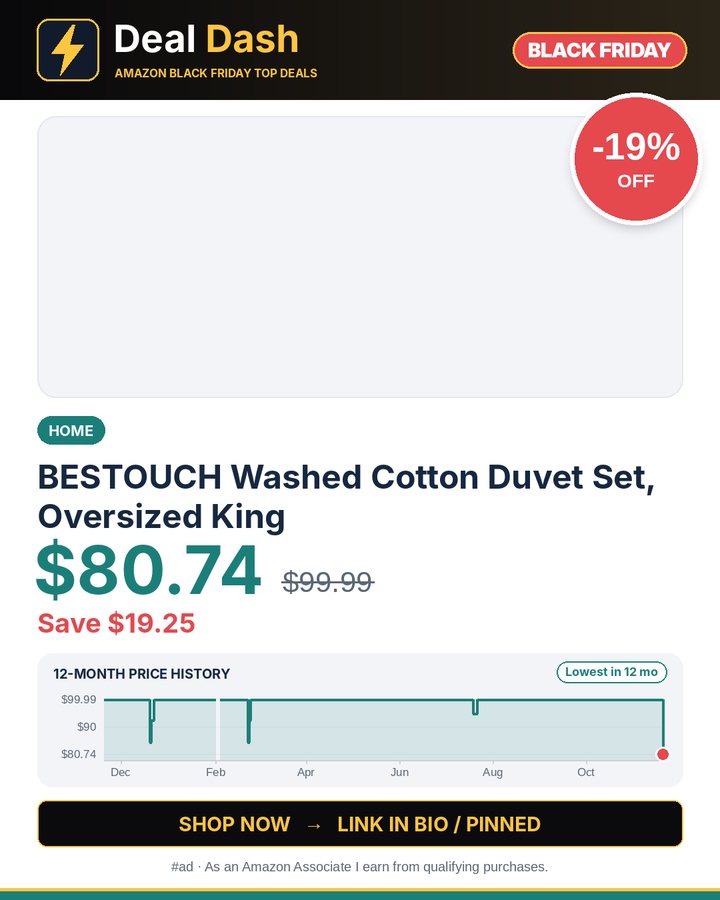 Deal Dash
AMAZON BLACK FRIDAY TOP DEALS
BLACK FRIDAY
-19%
OFF
HOME
BESTOUCH Washed Cotton Duvet Set,
Oversized King
$80.74 $99.99
Save $19.25
12-MONTH PRICE HISTORY
Lowest in 12 mo
$99.99
$90
$80.74
Dec Feb Apr Jun Aug Oct
SHOP NOW → LINK IN BIO / PINNED
#ad · As an Amazon Associate I earn from qualifying purchases.